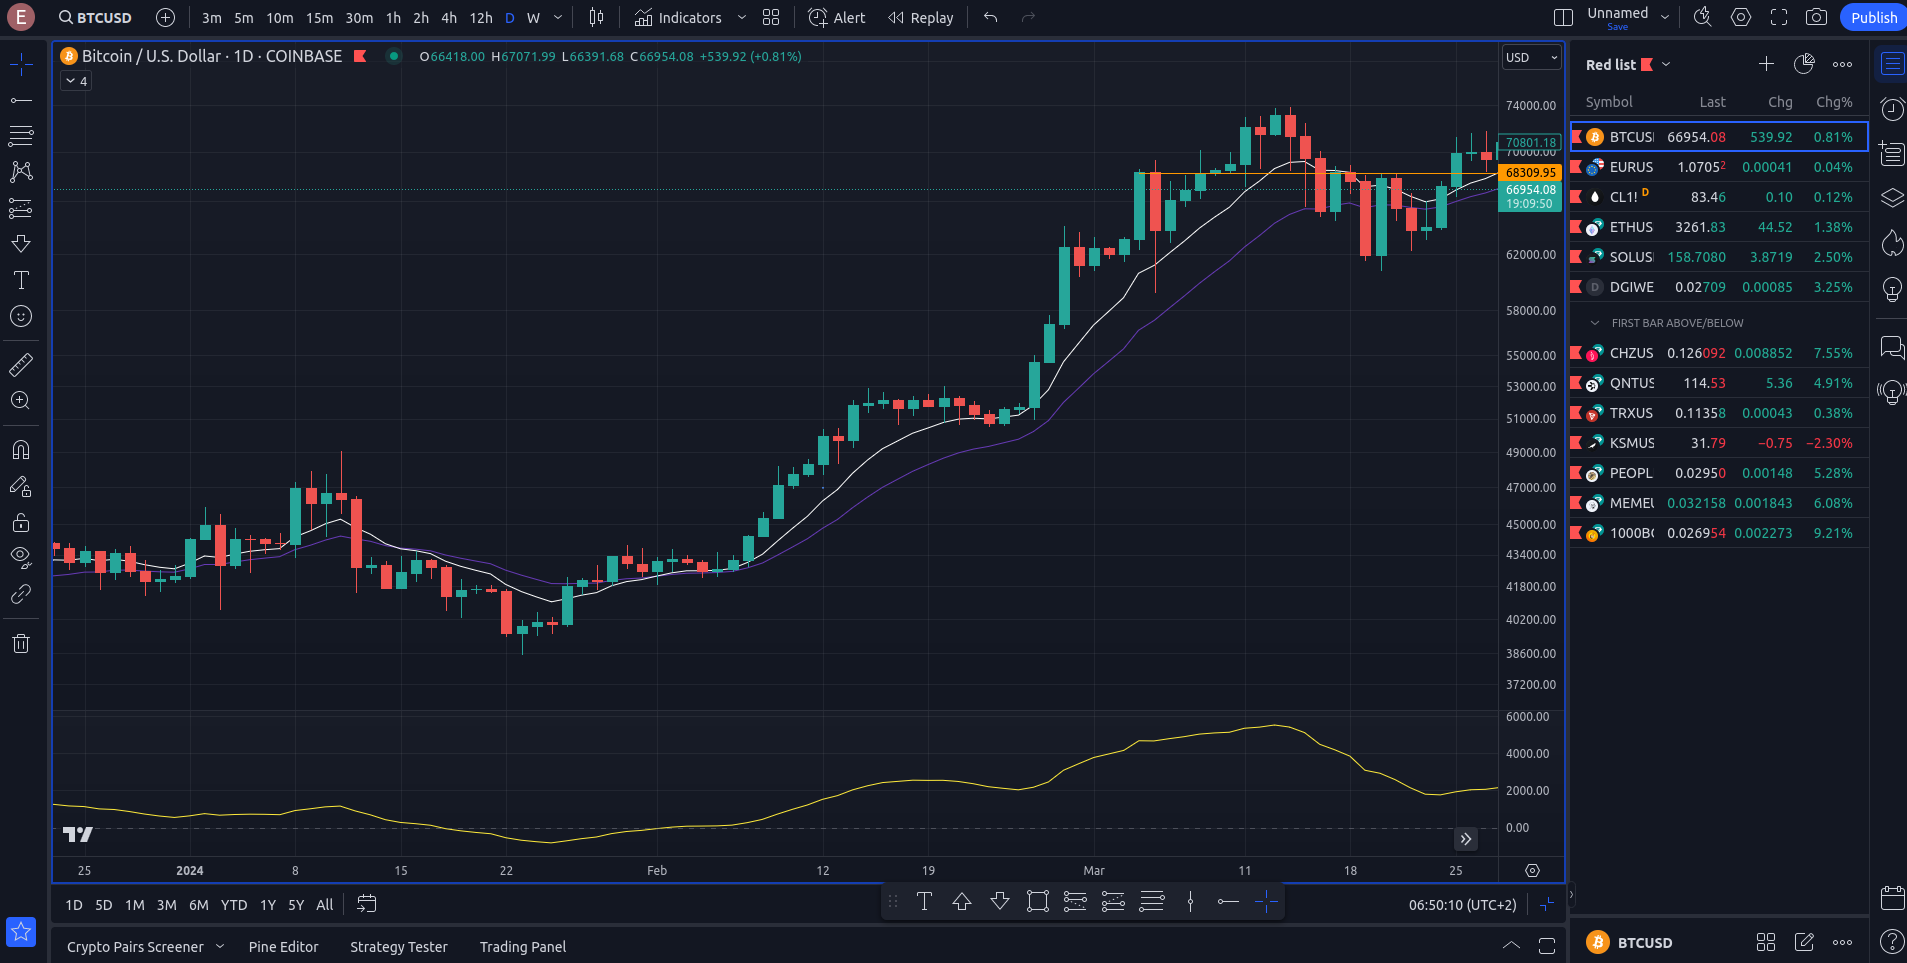 E
BTCUSD
3m 5m 10m 15m 30m 1h 2h 4h 12h D W
Indicators
Alert
Replay
Unnamed
Save
Publish
Bitcoin / U.S. Dollar · 1D · COINBASE
O66418.00 H67071.99 L66391.68 C66954.08 +539.92 (+0.81%)
4
USD
74000.00
70801.18
70000.00
68309.95
66954.08
19:09:50
62000.00
58000.00
55000.00
53000.00
51000.00
49000.00
47000.00
45000.00
43400.00
41800.00
40200.00
38600.00
37200.00
6000.00
4000.00
2000.00
0.00
25 2024 8 15 22 Feb 12 19 Mar 11 18 25
1D 5D 1M 3M 6M YTD 1Y 5Y All
06:50:10 (UTC+2)
Crypto Pairs Screener
Pine Editor
Strategy Tester
Trading Panel
Red list
Symbol Last Chg Chg%
BTCUSI 66954.08 539.92 0.81%
EURUS 1.07052 0.00041 0.04%
CL1! D 83.46 0.10 0.12%
ETHUS 3261.83 44.52 1.38%
SOLUS 158.7080 3.8719 2.50%
D DGIWE 0.02709 0.00085 3.25%
FIRST BAR ABOVE/BELOW
CHZUS 0.126092 0.008852 7.55%
QNTUS 114.53 5.36 4.91%
TRXUS 0.11358 0.00043 0.38%
KSMUS 31.79 −0.75 −2.30%
PEOPL 0.02950 0.00148 5.28%
MEMEU 0.032158 0.001843 6.08%
1000BO 0.026954 0.002273 9.21%
BTCUSD